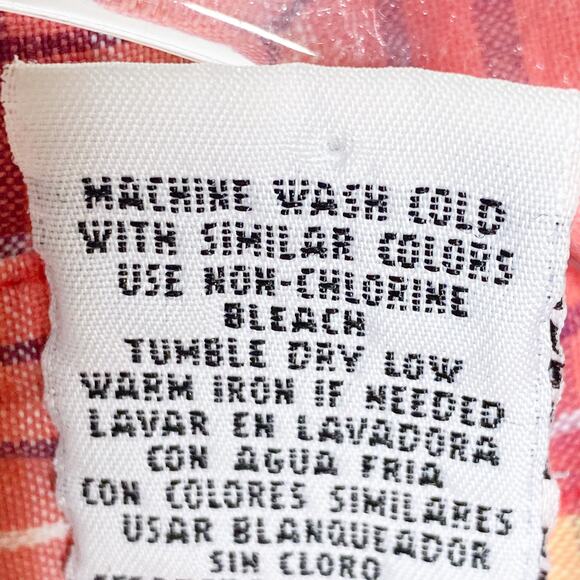 MACHINE WASH COLD
WITH SIMILAR COLORS
USE NON-CHLORINE
BLEACH
TUMBLE DRY LOW
WARM IRON IF NEEDED
LAVAR EN LAVADORA
CON AGUA FRIA
CON COLORES SIMILARES
USAR BLANQUEADOR
SIN CLORO